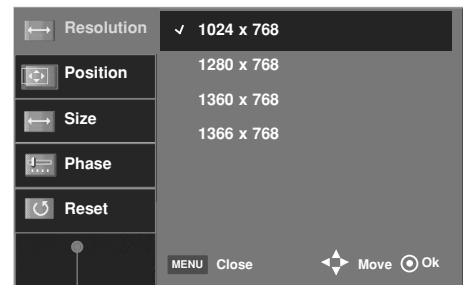 Resolution
Position
Size
Phase
Reset
✓ 1024 x 768
1280 x 768
1360 x 768
1366 x 768
MENU Close Move Ok